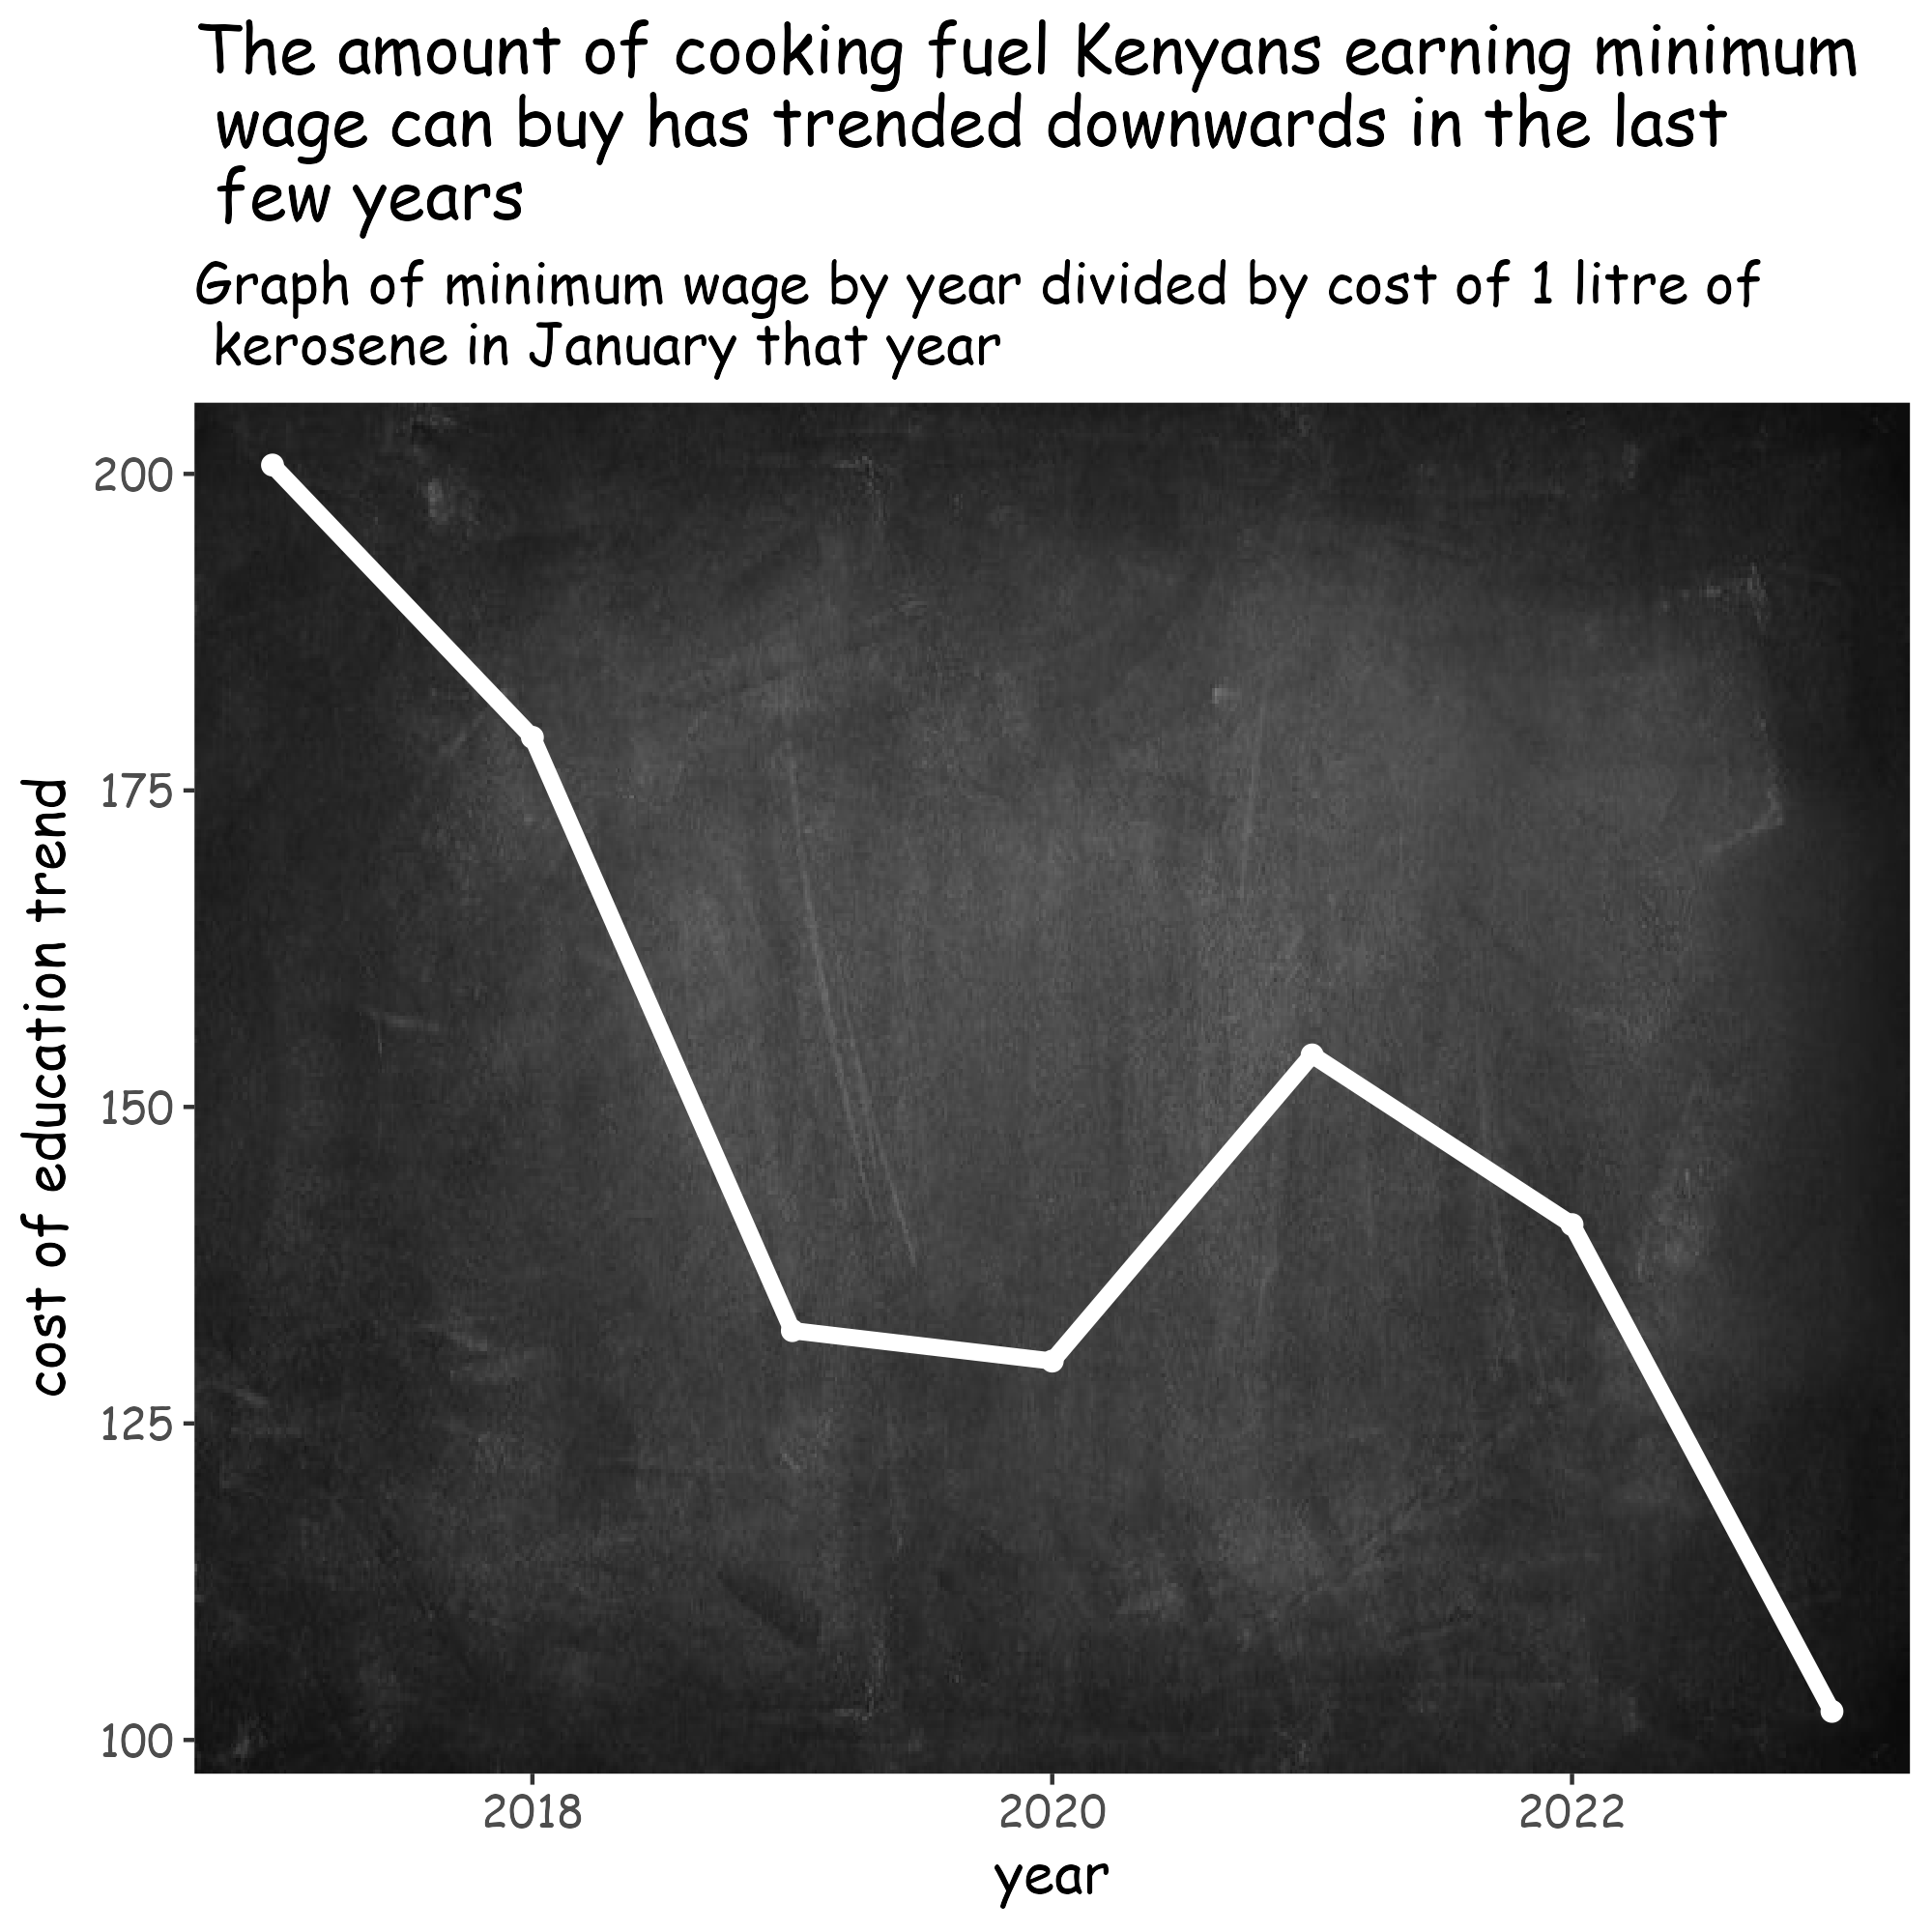 The amount of cooking fuel Kenyans earning minimum
wage can buy has trended downwards in the last
few years
Graph of minimum wage by year divided by cost of 1 litre of
kerosene in January that year
cost of education trend
200
175
150
125
100
2018
2020
2022
year